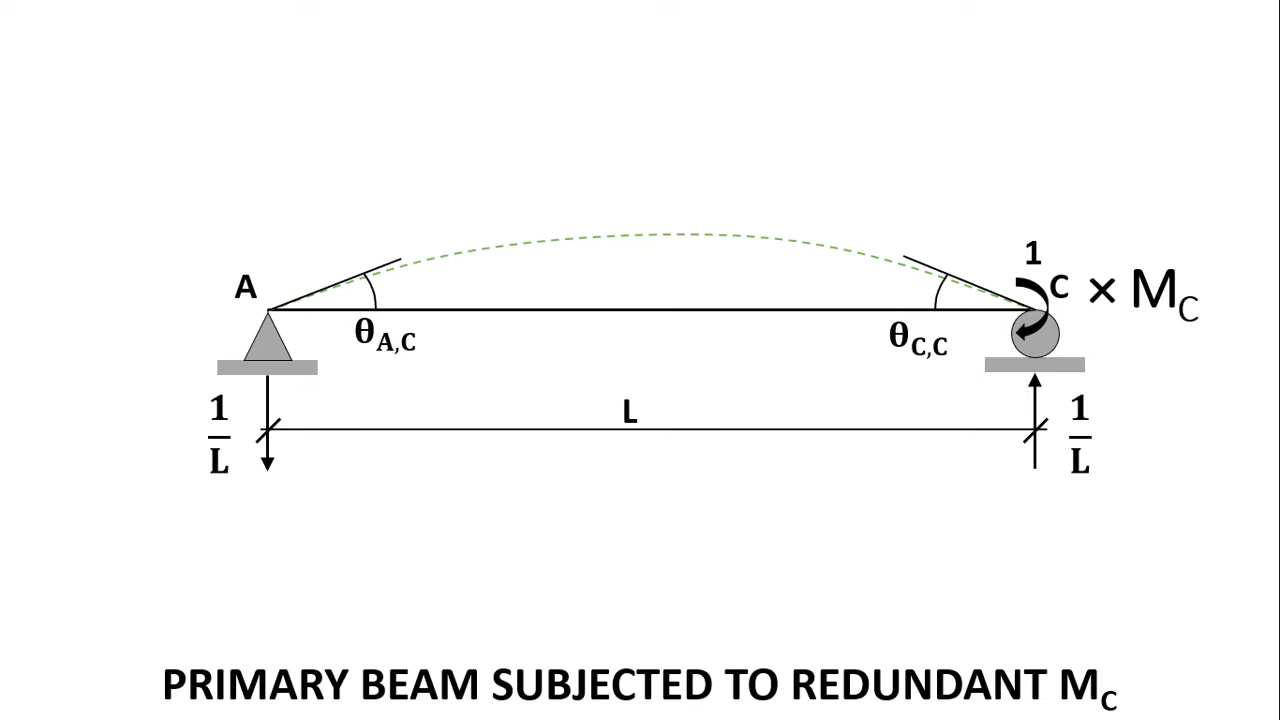 1
A
C × M_C
θ_A,C
θ_C,C
1/L
L
1/L
PRIMARY BEAM SUBJECTED TO REDUNDANT M_C